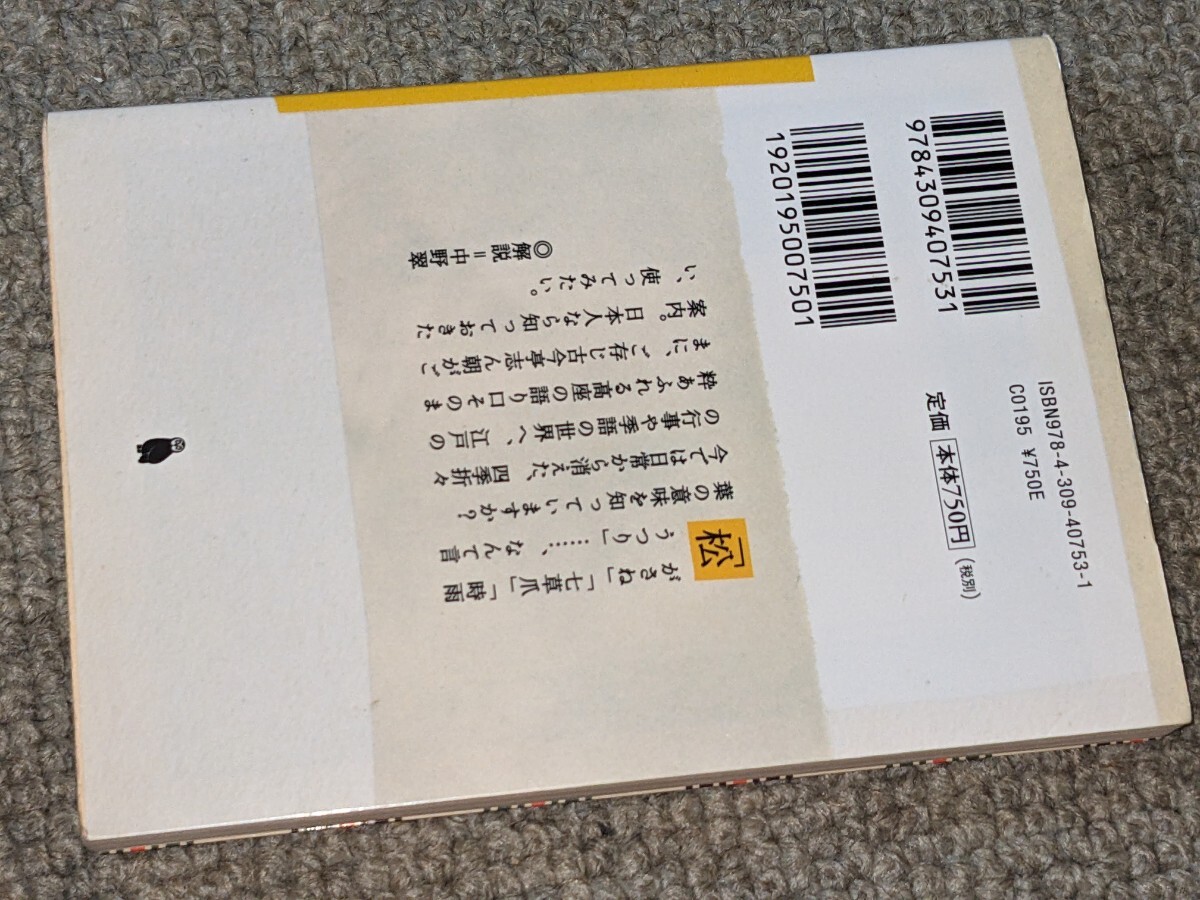 9784309407531
1920195007501
ISBN978-4-309-40753-1
C0195 ¥750E
定価 本体750円 (税別)
「松
がさね」「七草爪」「時雨
うつり」……、なんて言
葉の意味を知っていますか?
今では日常から消えた、四季折々
の行事や季語の世界へ、江戸の
粋あふれる高座の語り口そのま
まに、ご存じ古今亭志ん朝がご
案内。日本人なら知っておきた
い、使ってみたい。
◎解説=中野翠